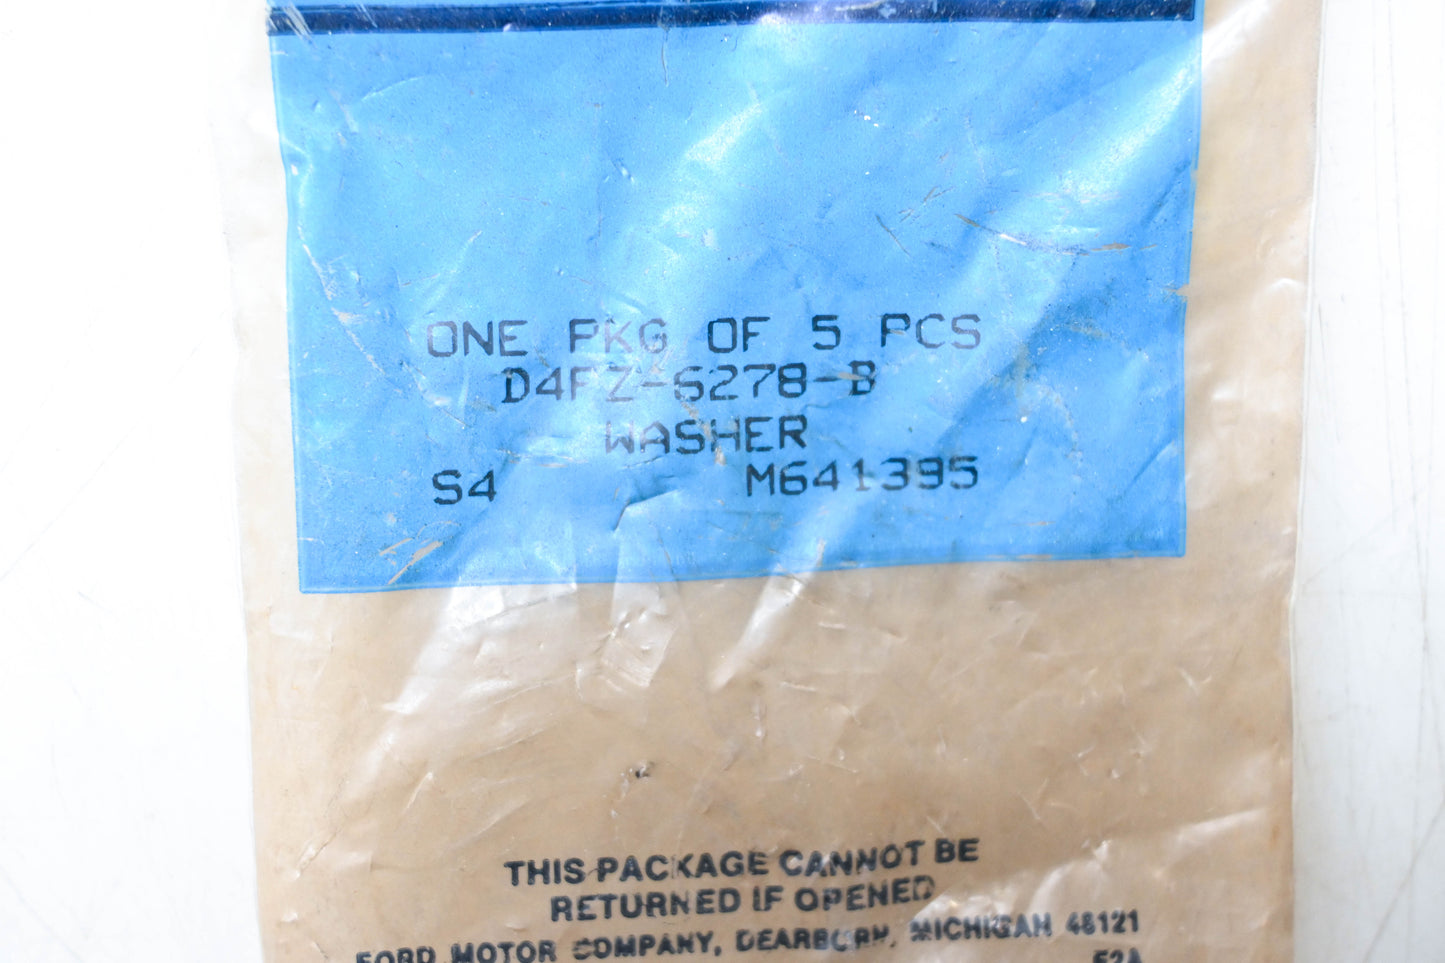 ONE PKG OF 5 PCS
D4FZ-6278-B
WASHER
S4 M641395
THIS PACKAGE CANNOT BE
RETURNED IF OPENED
FORD MOTOR COMPANY, DEARBORN, MICHIGAN 48121
F2A